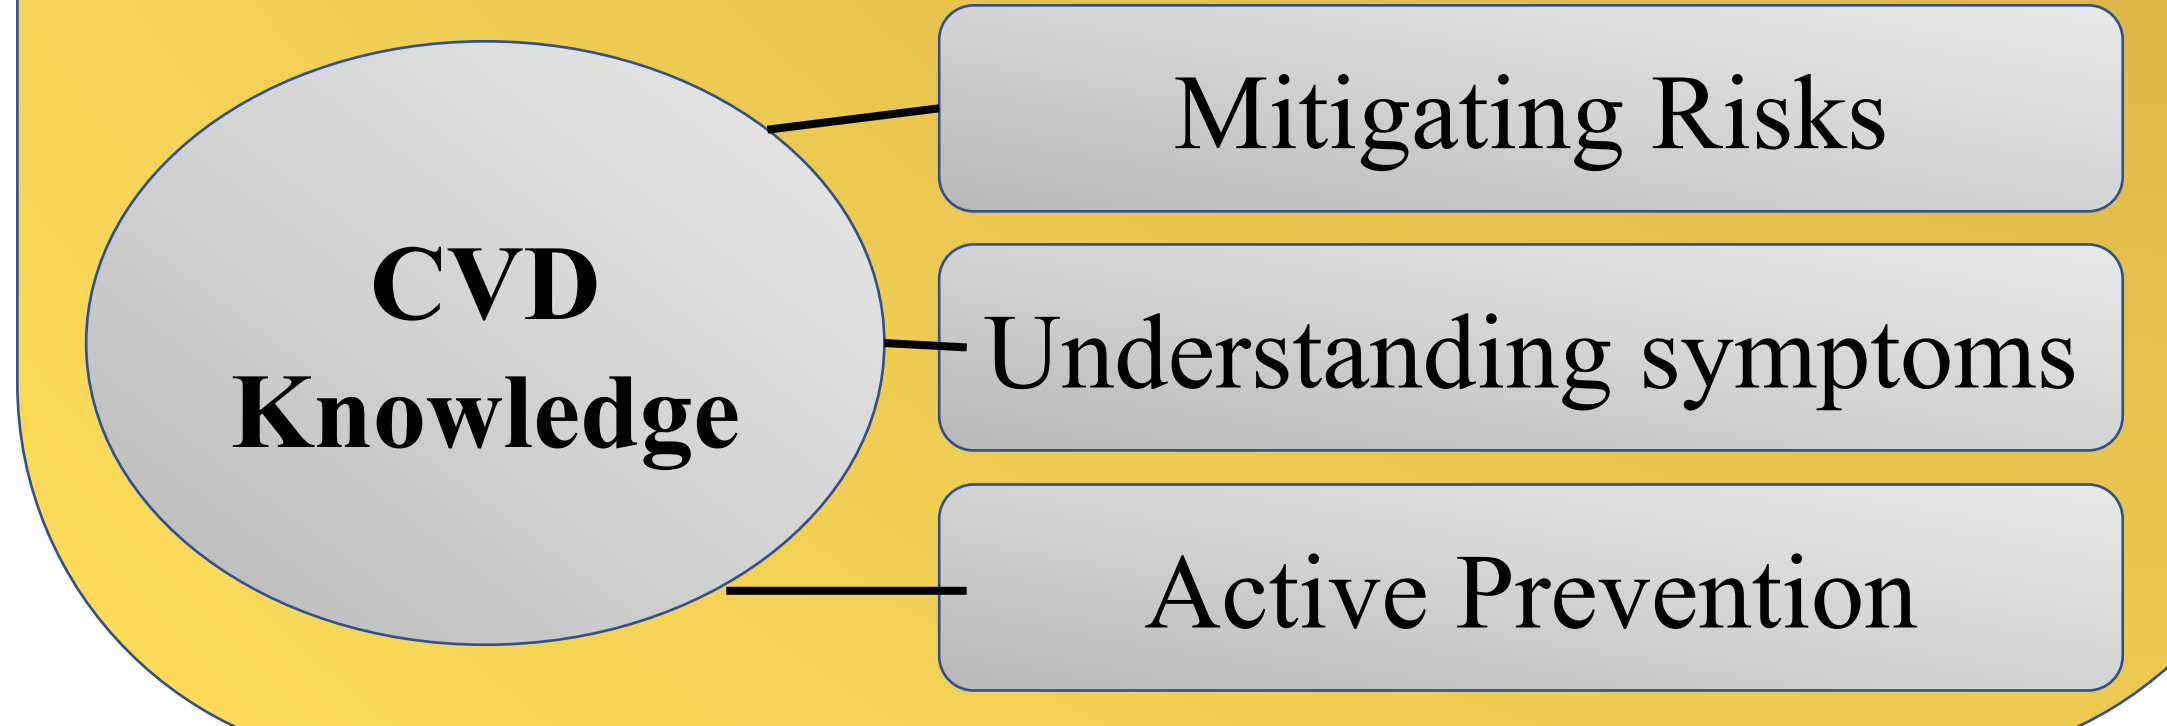 CVD
Knowledge
Mitigating Risks
Understanding symptoms
Active Prevention